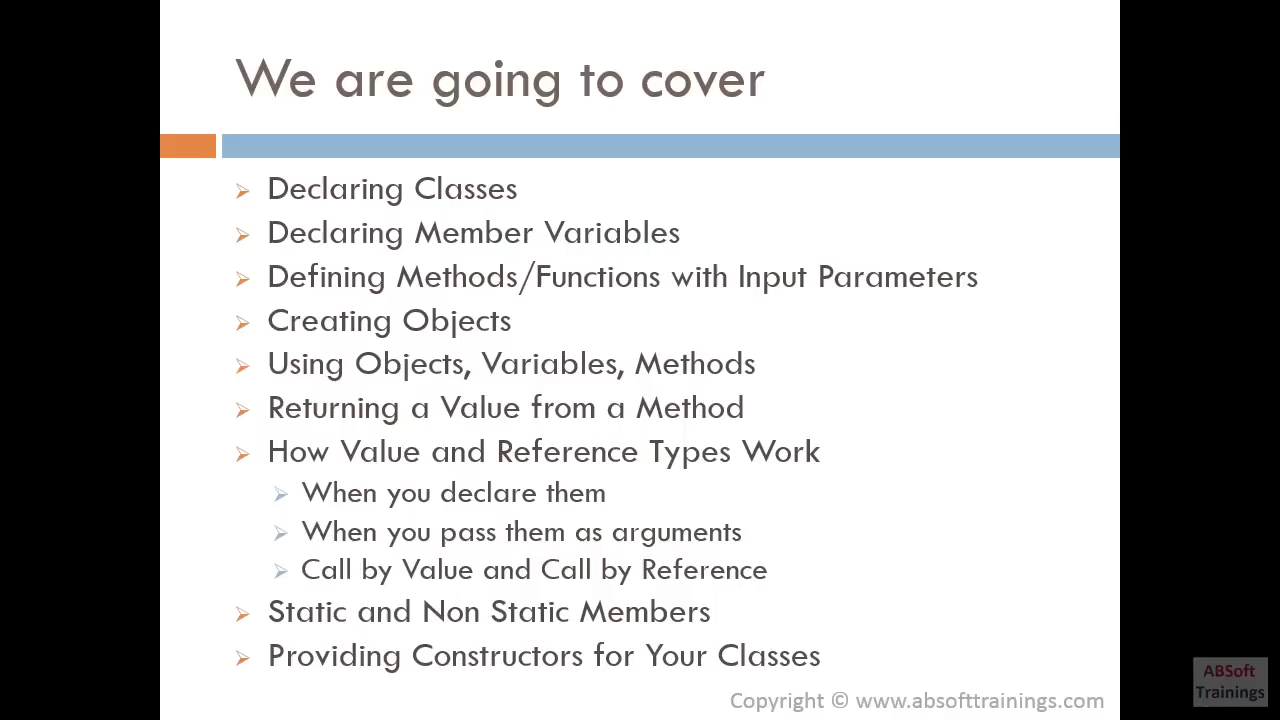 We are going to cover
Declaring Classes
Declaring Member Variables
Defining Methods/Functions with Input Parameters
Creating Objects
Using Objects, Variables, Methods
Returning a Value from a Method
How Value and Reference Types Work
When you declare them
When you pass them as arguments
Call by Value and Call by Reference
Static and Non Static Members
Providing Constructors for Your Classes
Copyright © www.absofttrainings.com
ABSoft
Trainings